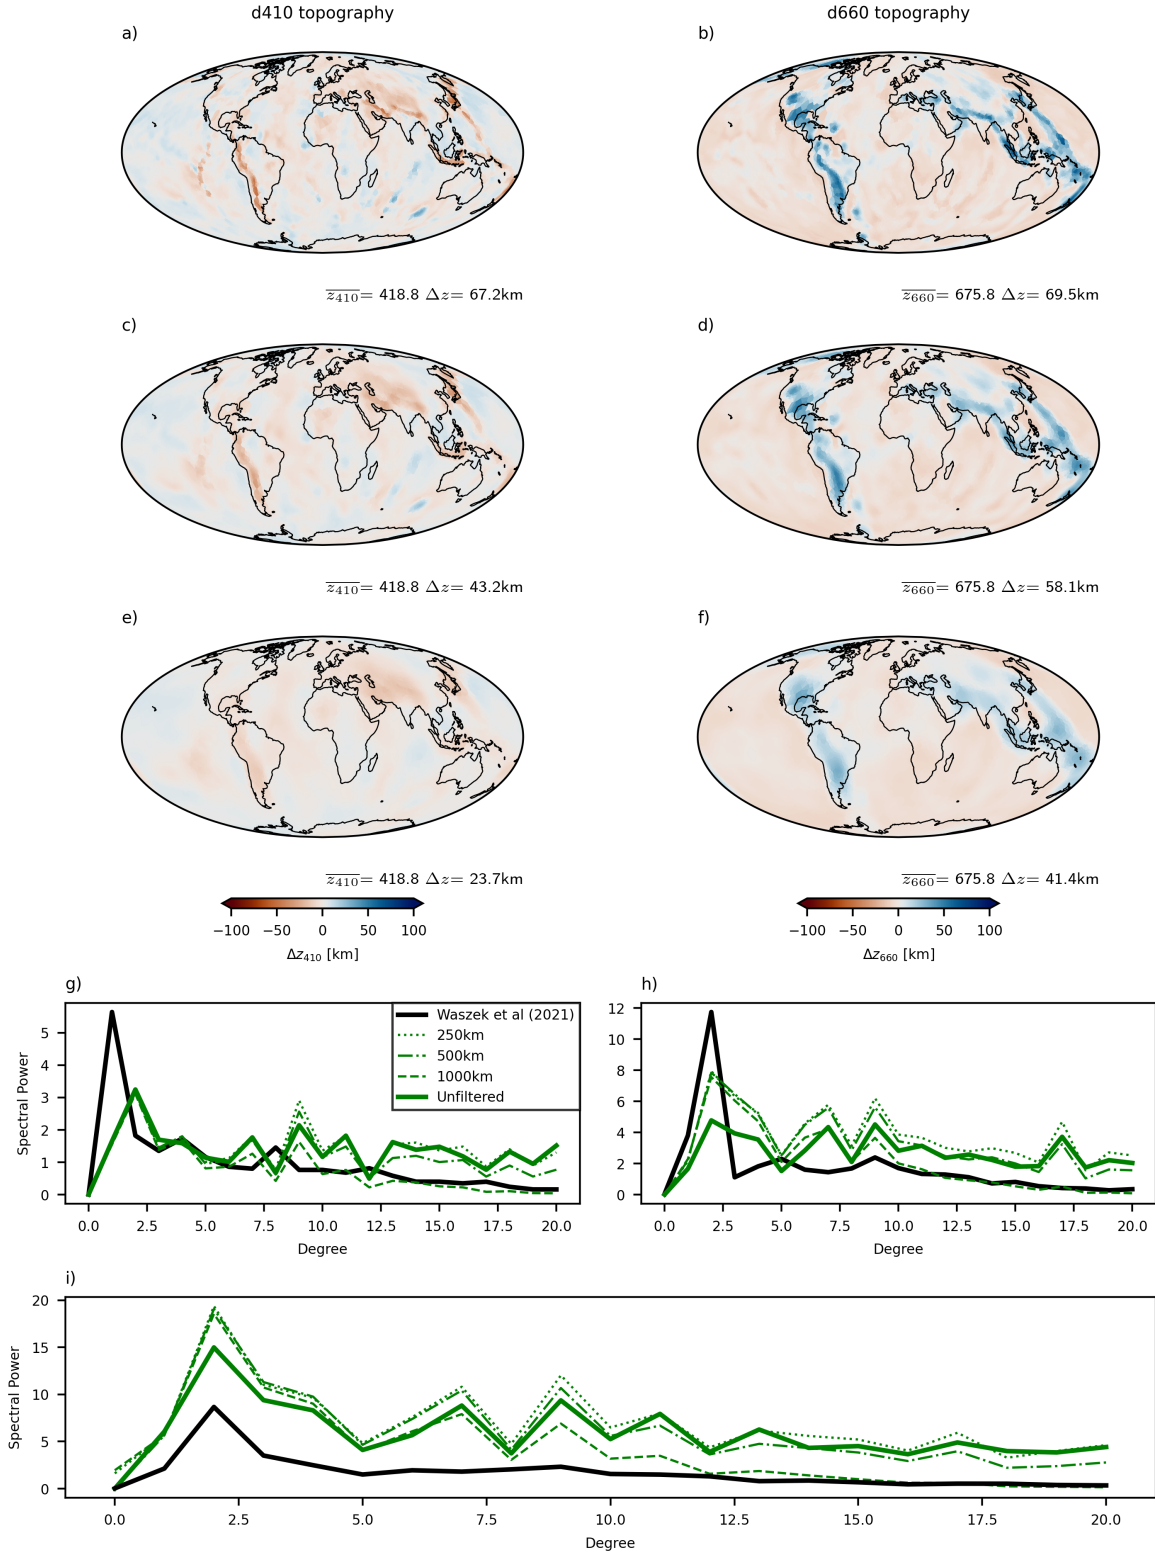 d410 topography
d660 topography
a)
b)
z410= 418.8 Δz= 67.2km
z660= 675.8 Δz= 69.5km
c)
d)
z410= 418.8 Δz= 43.2km
z660= 675.8 Δz= 58.1km
e)
f)
z410= 418.8 Δz= 23.7km
z660= 675.8 Δz= 41.4km
−100 −50 0 50 100
Δz410 [km]
−100 −50 0 50 100
Δz660 [km]
g)
Spectral Power
5
4
3
2
1
0
Waszek et al (2021)
250km
500km
1000km
Unfiltered
0.0 2.5 5.0 7.5 10.0 12.5 15.0 17.5 20.0
Degree
h)
12
10
8
6
4
2
0
0.0 2.5 5.0 7.5 10.0 12.5 15.0 17.5 20.0
Degree
i)
Spectral Power
20
15
10
5
0
0.0 2.5 5.0 7.5 10.0 12.5 15.0 17.5 20.0
Degree